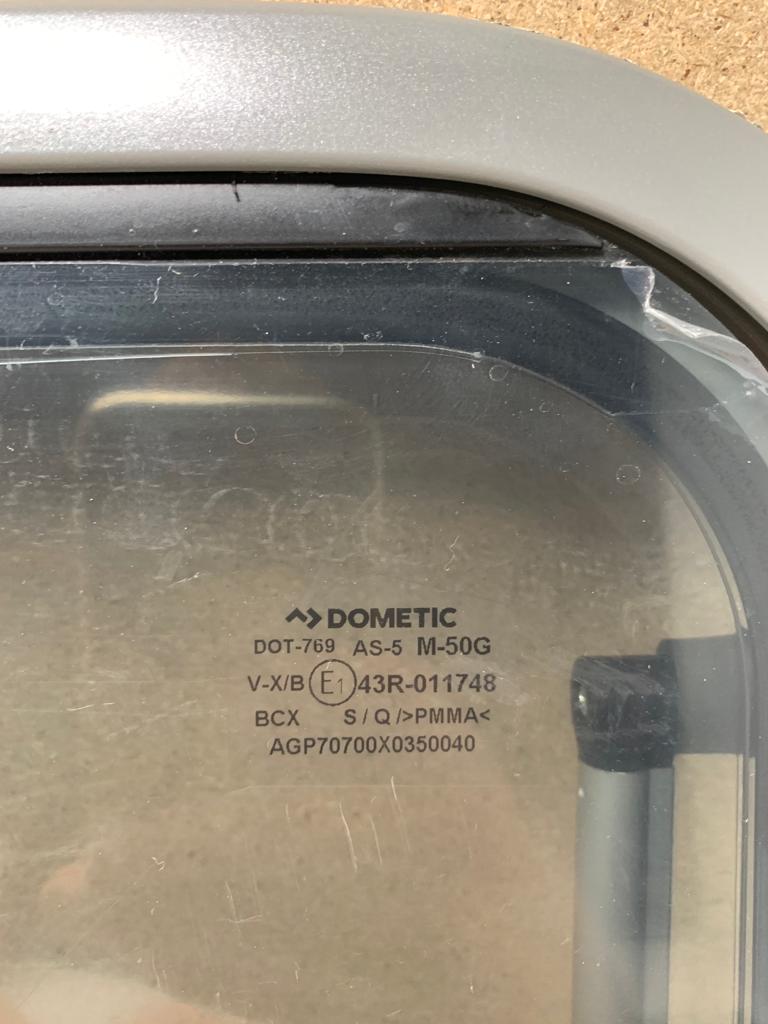 DOMETIC
DOT-769 AS-5 M-50G
V-X/B E1 43R-011748
BCX S / Q />PMMA<
AGP70700X0350040